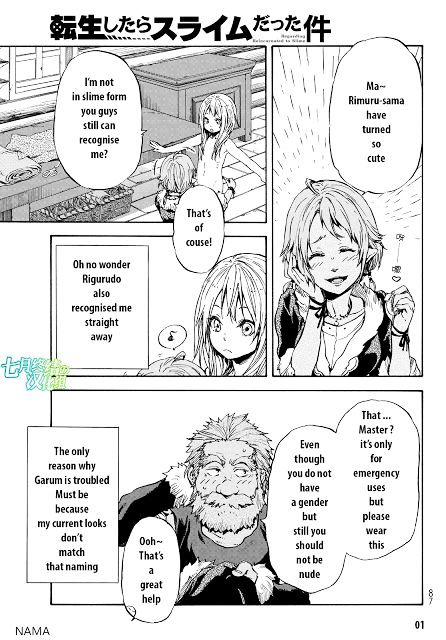 転生したらスライムだった件
Regarding
Reincarnated to Slime
Ma~
Rimuru-sama
have
turned
so
cute
I'm not
in slime form
you guys
still can
recognise
me?
That's
of
couse!
Oh no wonder
Rigurudo
also
recognised me
straight
away
That ...
Master ?
it's only
for
emergency
uses
but
please
wear
this
Even
though
you do not
have
a gender
but
still you
should
not be
nude
Ooh~
That's
a
great
help
The only
reason why
Garum is troubled
Must be
because
my current looks
don't
match
that naming
87
01
NAMA